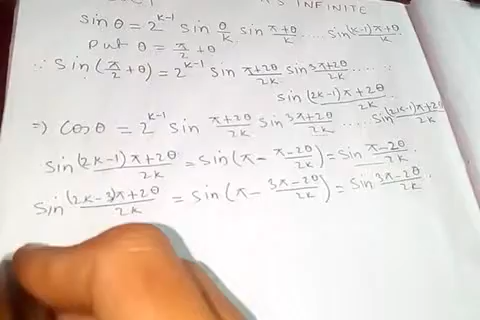 AS INFINITE
sin θ = 2^(k-1) sin θ/k sin (π+θ)/k .... sin ((k-1)π+θ)/k
put θ = π/2 + θ
∵ sin(π/2 + θ) = 2^(k-1) sin (π+2θ)/2k sin (3π+2θ)/2k ......
sin ((2k-1)π+2θ)/2k
⇒ cosθ = 2^(k-1) sin (π+2θ)/2k sin (3π+2θ)/2k ..... sin ((2k-1)π+2θ)/2k
sin ((2k-1)π+2θ)/2k = sin(π - (π-2θ)/2k) = sin (π-2θ)/2k .
sin ((2k-3)π+2θ)/2k = sin(π - (3π-2θ)/2k) = sin (3π-2θ)/2k .